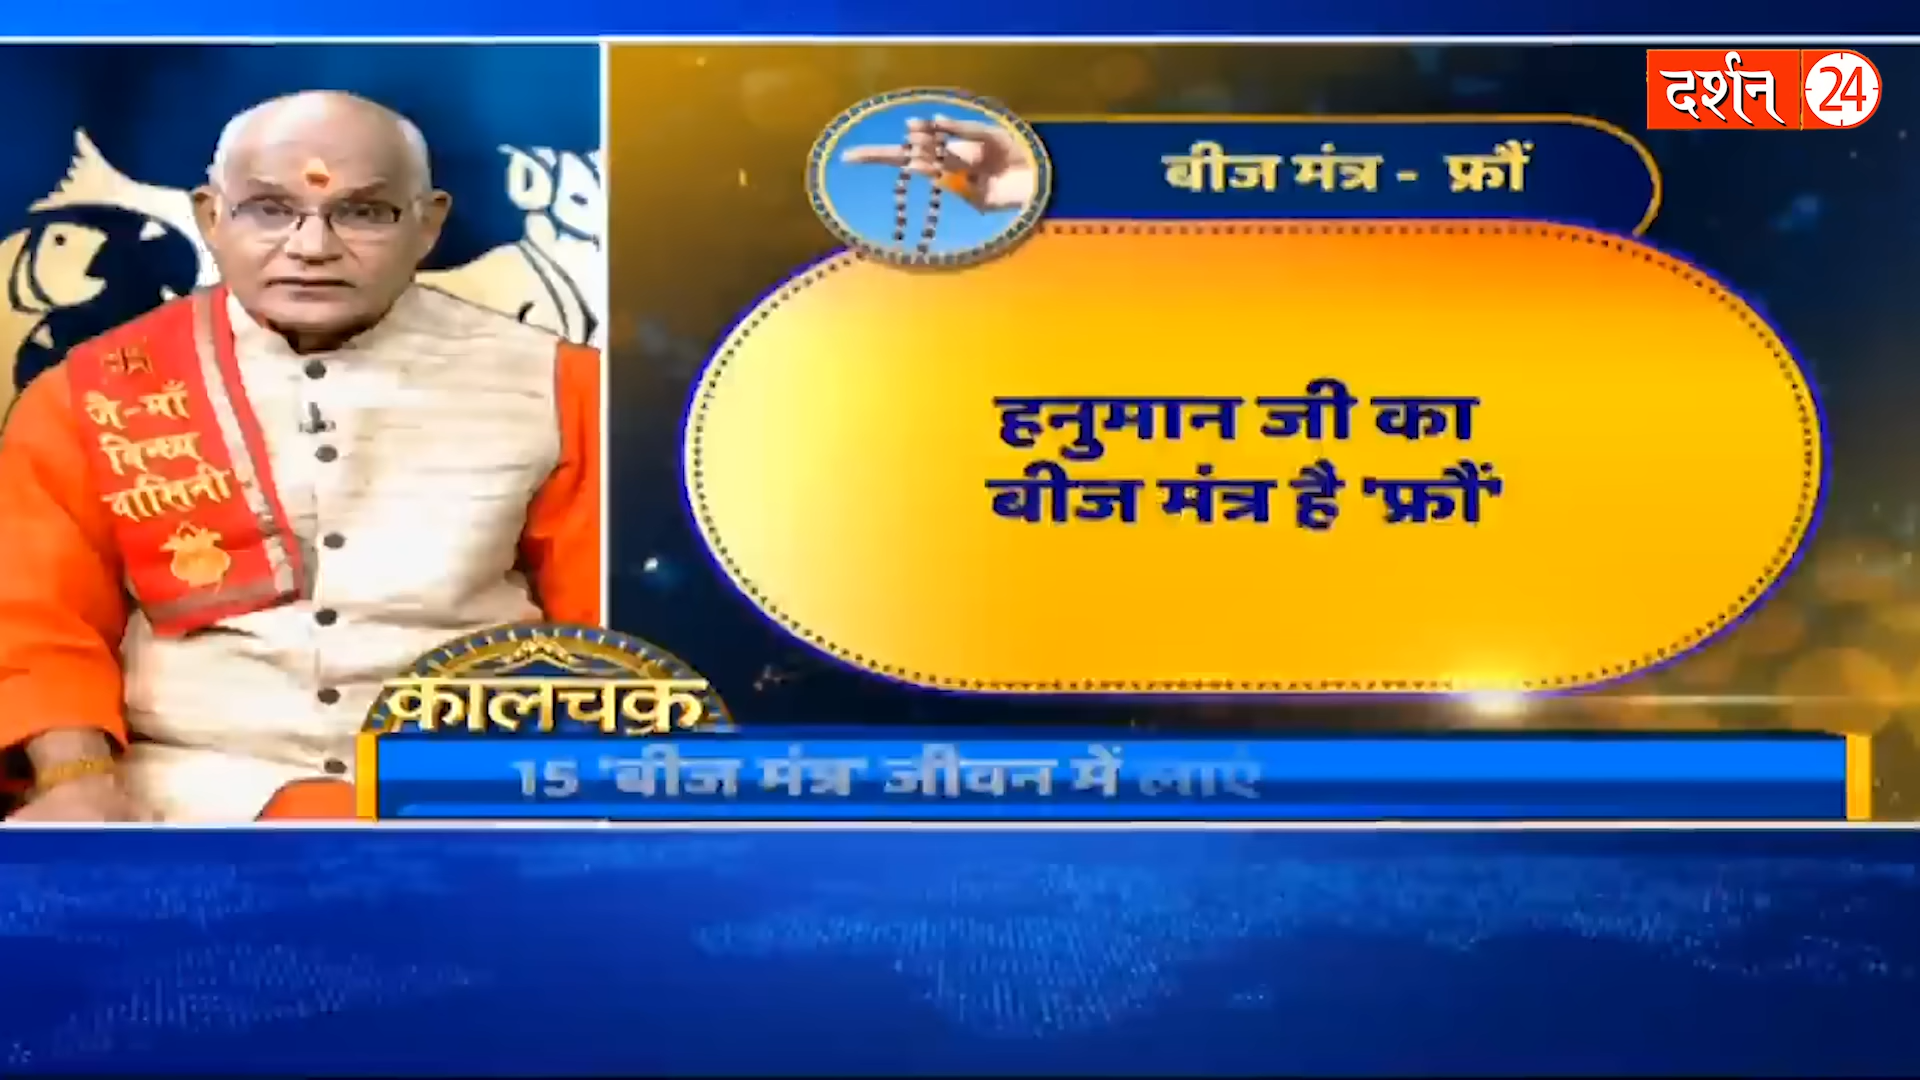 दर्शन 24
बीज मंत्र - फ्रौं
हनुमान जी का
बीज मंत्र है 'फ्रौं'
जै-माँ
विन्ध्य
वासिनी
कालचक्र
15 'बीज मंत्र' जीवन में लाएं